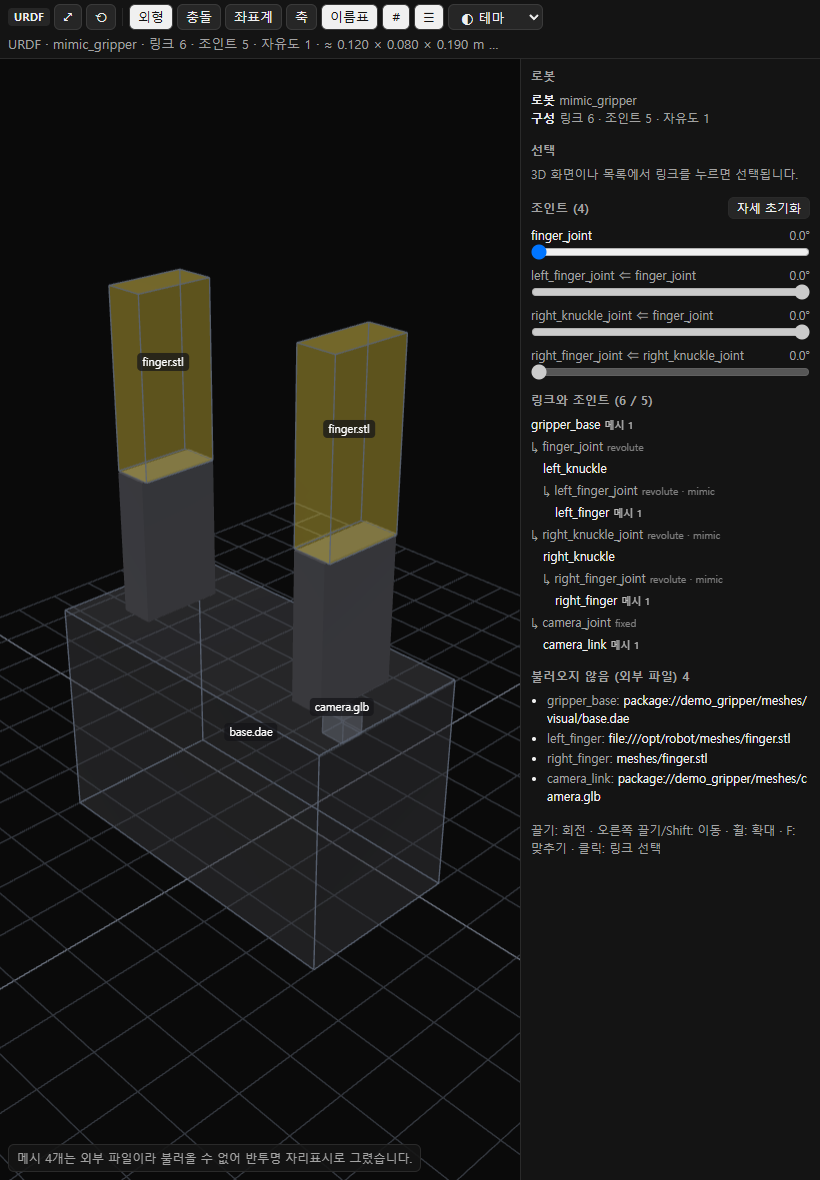 URDF ⤢ ⟲ 외형 충돌 좌표계 축 이름표 # ☰ ◐ 테마
URDF · mimic_gripper · 링크 6 · 조인트 5 · 자유도 1 · ≈ 0.120 × 0.080 × 0.190 m ...
finger.stl
finger.stl
camera.glb
base.dae
메시 4개는 외부 파일이라 불러올 수 없어 반투명 자리표시로 그렸습니다.
로봇
로봇 mimic_gripper
구성 링크 6 · 조인트 5 · 자유도 1
선택
3D 화면이나 목록에서 링크를 누르면 선택됩니다.
조인트 (4) 자세 초기화
finger_joint 0.0°
left_finger_joint ⇐ finger_joint 0.0°
right_knuckle_joint ⇐ finger_joint 0.0°
right_finger_joint ⇐ right_knuckle_joint 0.0°
링크와 조인트 (6 / 5)
gripper_base 메시 1
↳ finger_joint revolute
left_knuckle
↳ left_finger_joint revolute · mimic
left_finger 메시 1
↳ right_knuckle_joint revolute · mimic
right_knuckle
↳ right_finger_joint revolute · mimic
right_finger 메시 1
↳ camera_joint fixed
camera_link 메시 1
불러오지 않음 (외부 파일) 4
• gripper_base: package://demo_gripper/meshes/
visual/base.dae
• left_finger: file:///opt/robot/meshes/finger.stl
• right_finger: meshes/finger.stl
• camera_link: package://demo_gripper/meshes/c
amera.glb
끌기: 회전 · 오른쪽 끌기/Shift: 이동 · 휠: 확대 · F:
맞추기 · 클릭: 링크 선택